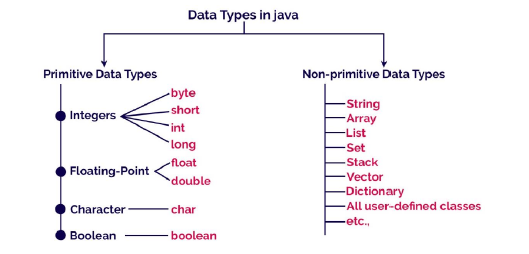 Data Types in java
Primitive Data Types
Integers
byte
short
int
long
Floating-Point
float
double
Character
char
Boolean
boolean
Non-primitive Data Types
String
Array
List
Set
Stack
Vector
Dictionary
All user-defined classes
etc.,